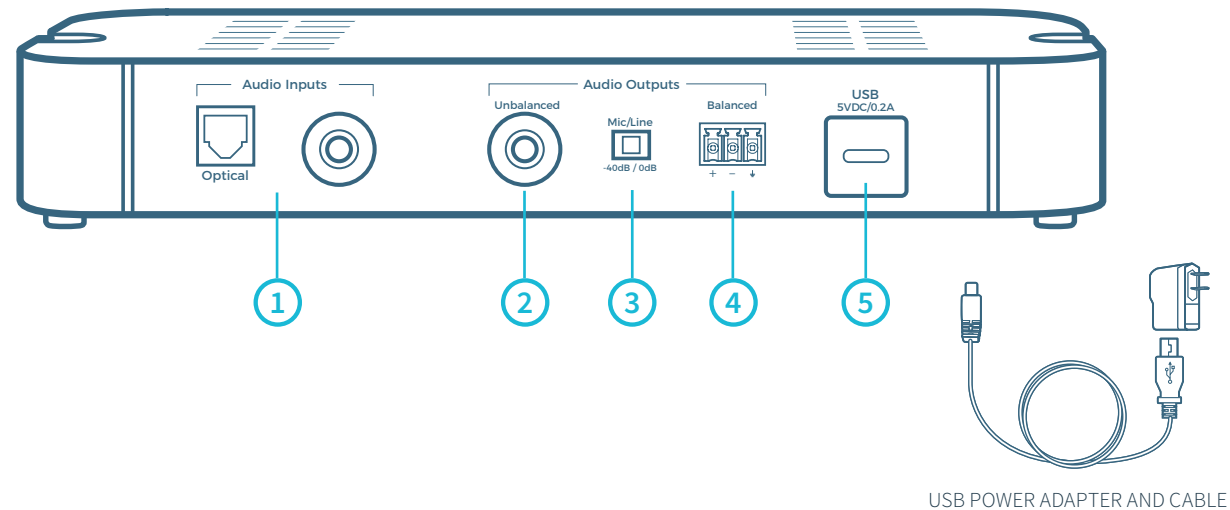 Audio Inputs
Optical
Audio Outputs
Unbalanced
Mic/Line
-40dB / 0dB
Balanced
+ − ↓
USB
5VDC/0.2A
1
2
3
4
5
USB POWER ADAPTER AND CABLE